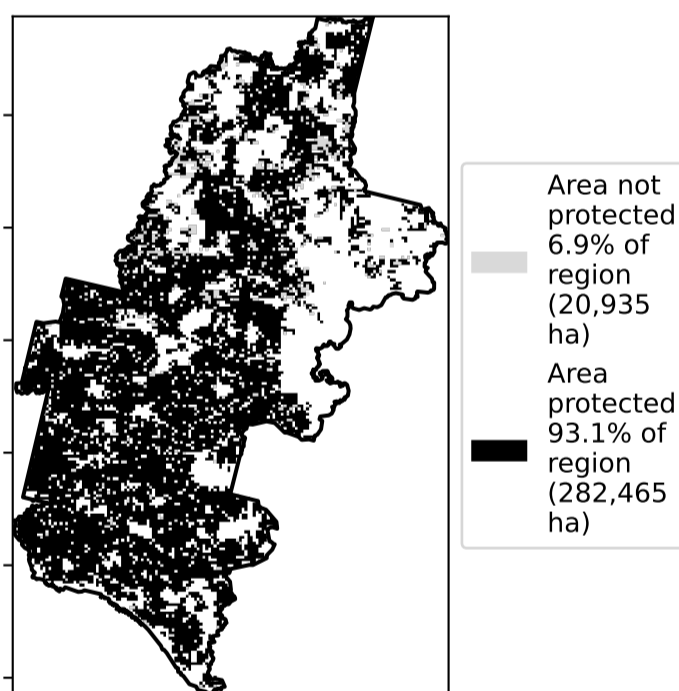 Area not
protected
6.9% of
region
(20,935
ha)
Area
protected
93.1% of
region
(282,465
ha)